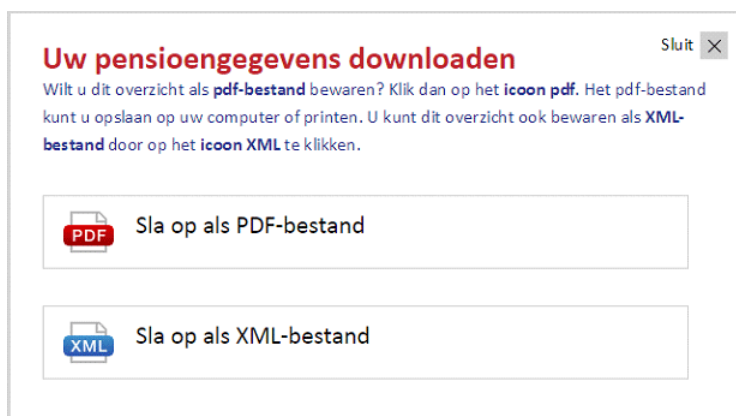 Sluit
Uw pensioengegevens downloaden
Wilt u dit overzicht als pdf-bestand bewaren? Klik dan op het icoon pdf. Het pdf-bestand
kunt u opslaan op uw computer of printen. U kunt dit overzicht ook bewaren als XML-
bestand door op het icoon XML te klikken.
PDF Sla op als PDF-bestand
XML Sla op als XML-bestand